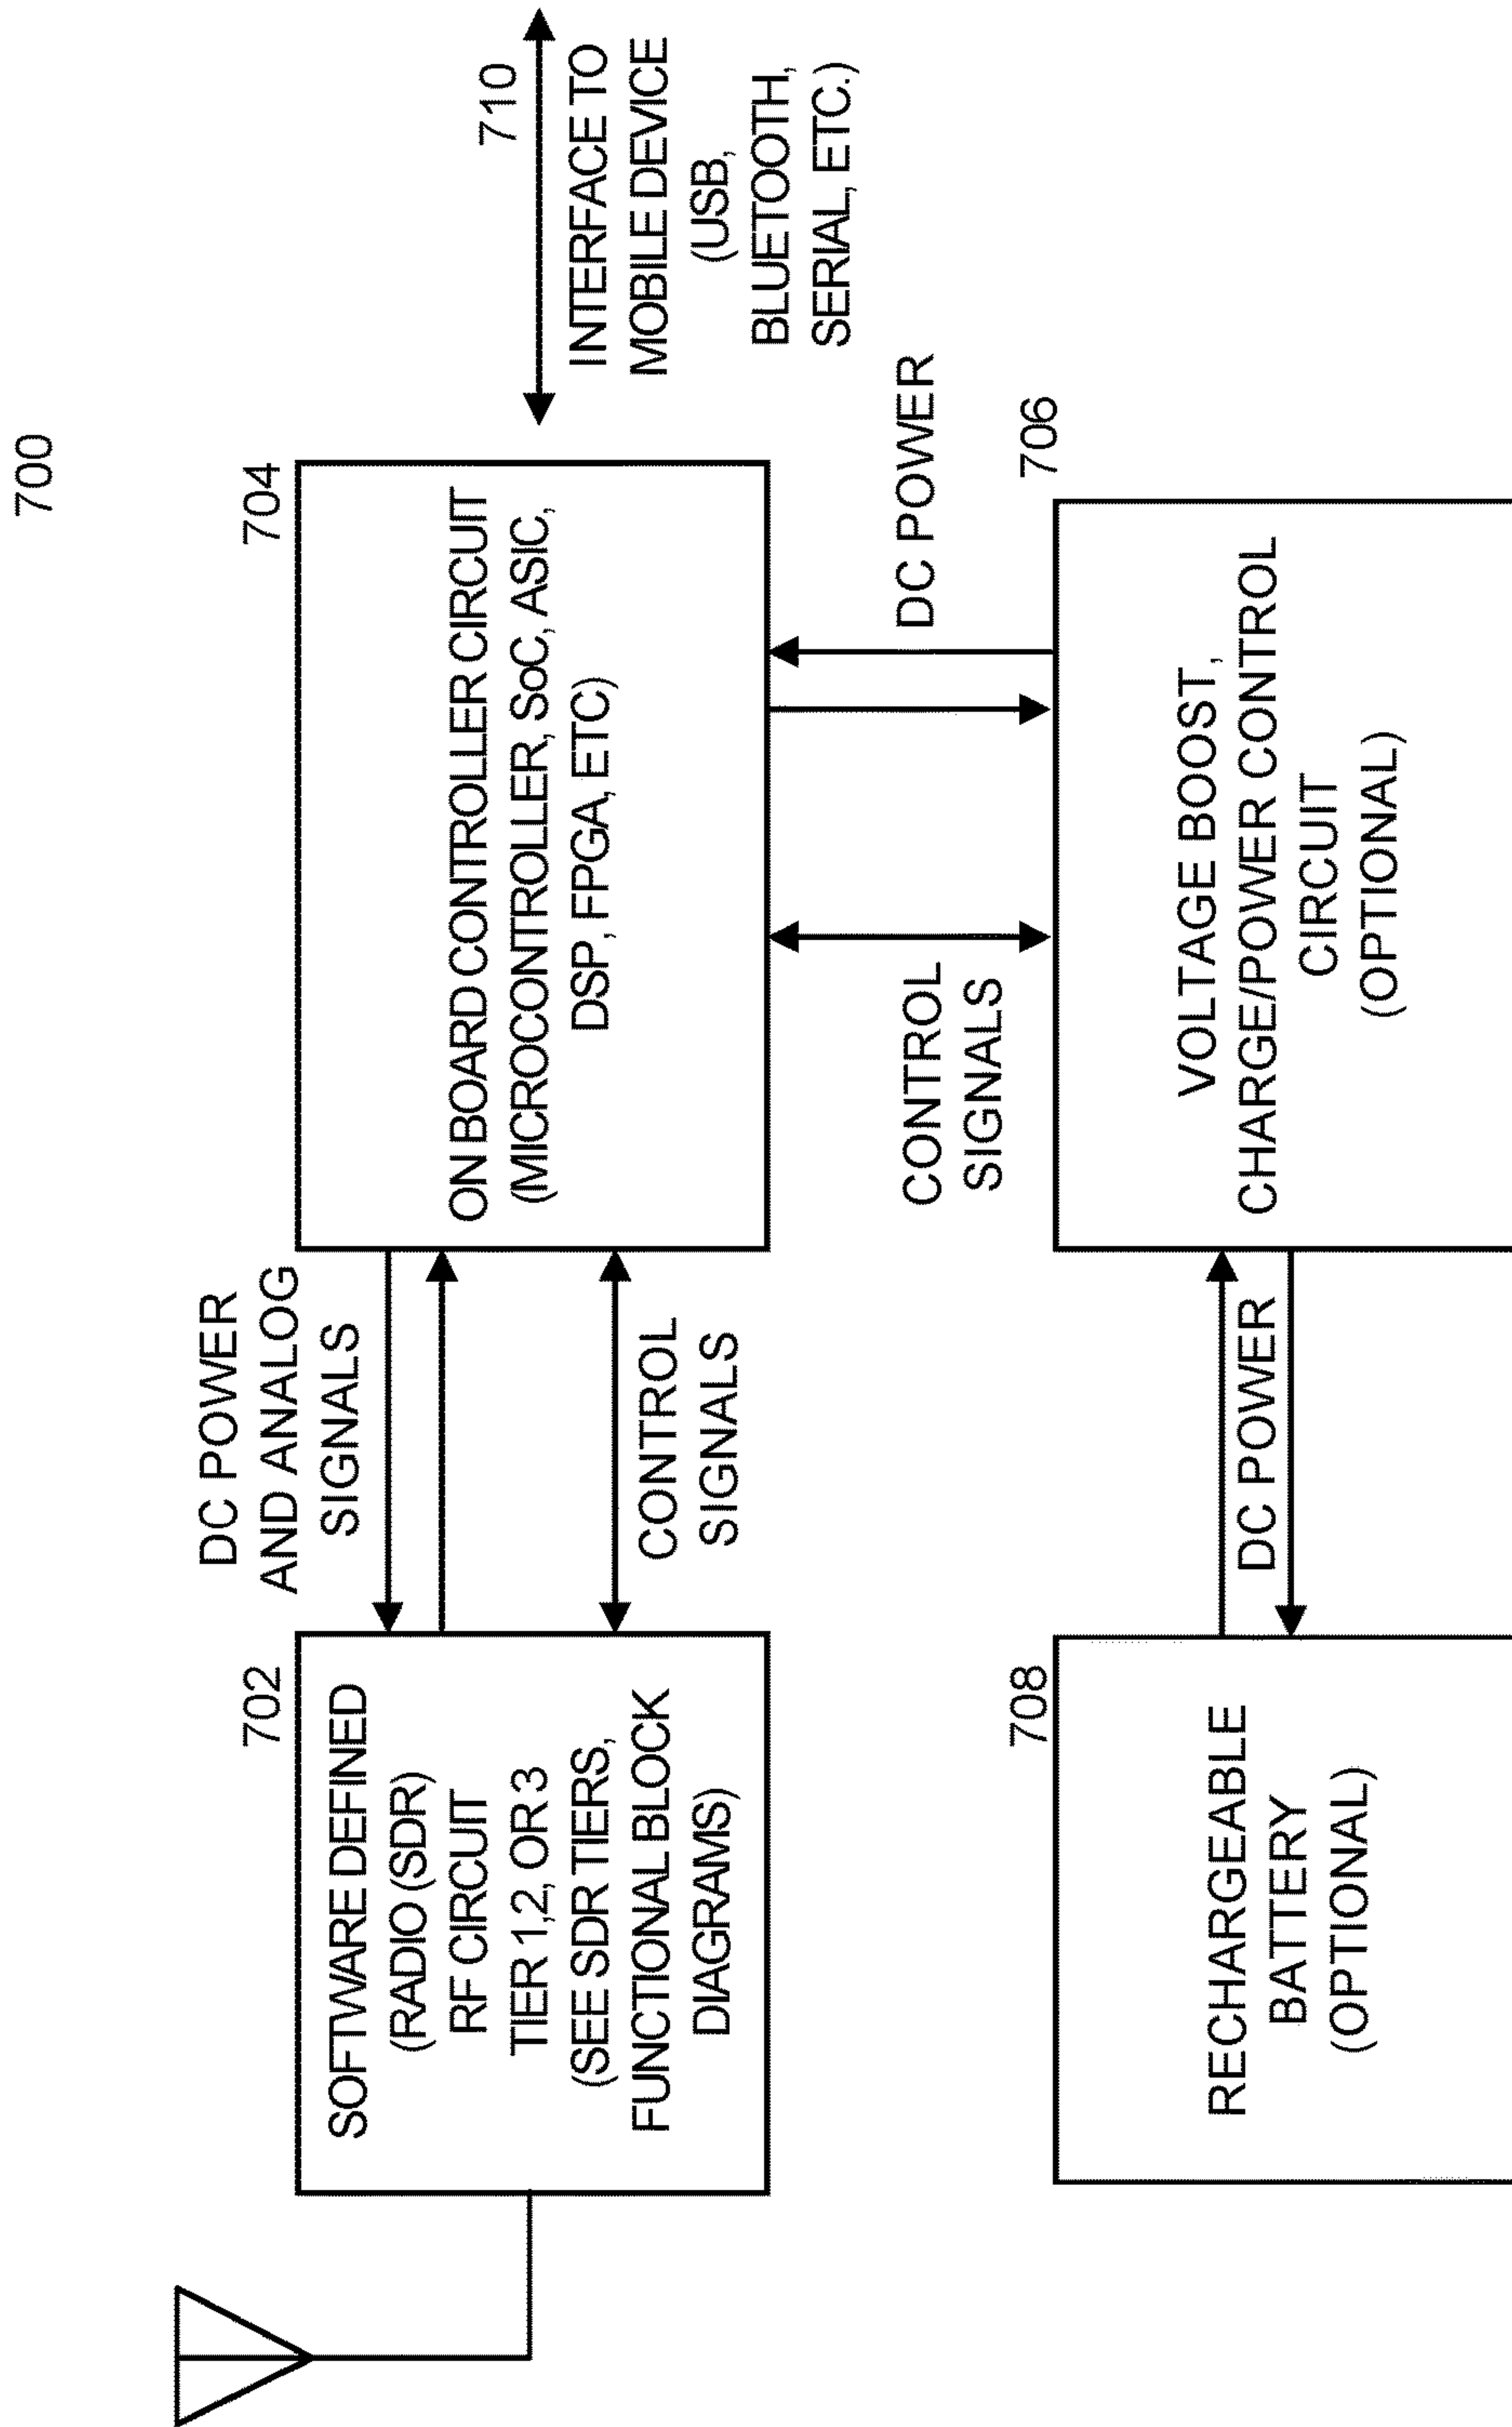 700
702
SOFTWARE DEFINED
(RADIO (SDR)
RF CIRCUIT
TIER 1,2, OR 3
(SEE SDR TIERS,
FUNCTIONAL BLOCK
DIAGRAMS)
DC POWER
AND ANALOG
SIGNALS
CONTROL
SIGNALS
704
ON BOARD CONTROLLER CIRCUIT
(MICROCONTROLLER, SoC, ASIC,
DSP, FPGA, ETC)
710
INTERFACE TO
MOBILE DEVICE
(USB,
BLUETOOTH,
SERIAL, ETC.)
CONTROL
SIGNALS
DC POWER
708
RECHARGEABLE
BATTERY
(OPTIONAL)
DC POWER
706
VOLTAGE BOOST,
CHARGE/POWER CONTROL
CIRCUIT
(OPTIONAL)